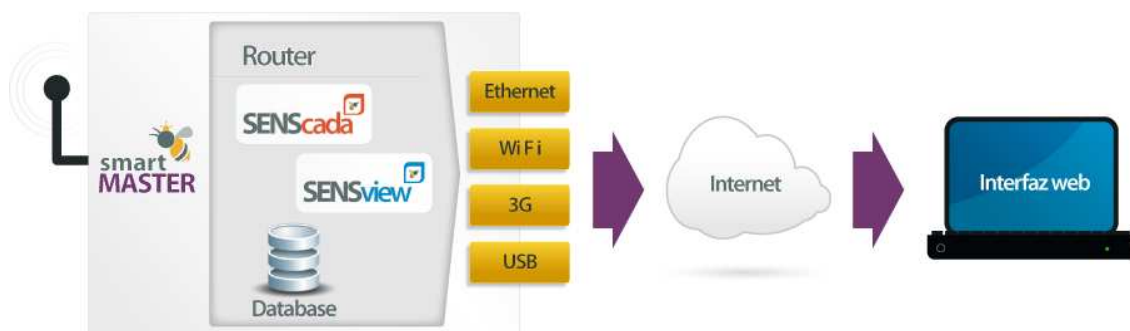 smart
MASTER
Router
SENScada
SENSview
Database
Ethernet
WiFi
3G
USB
Internet
Interfaz web